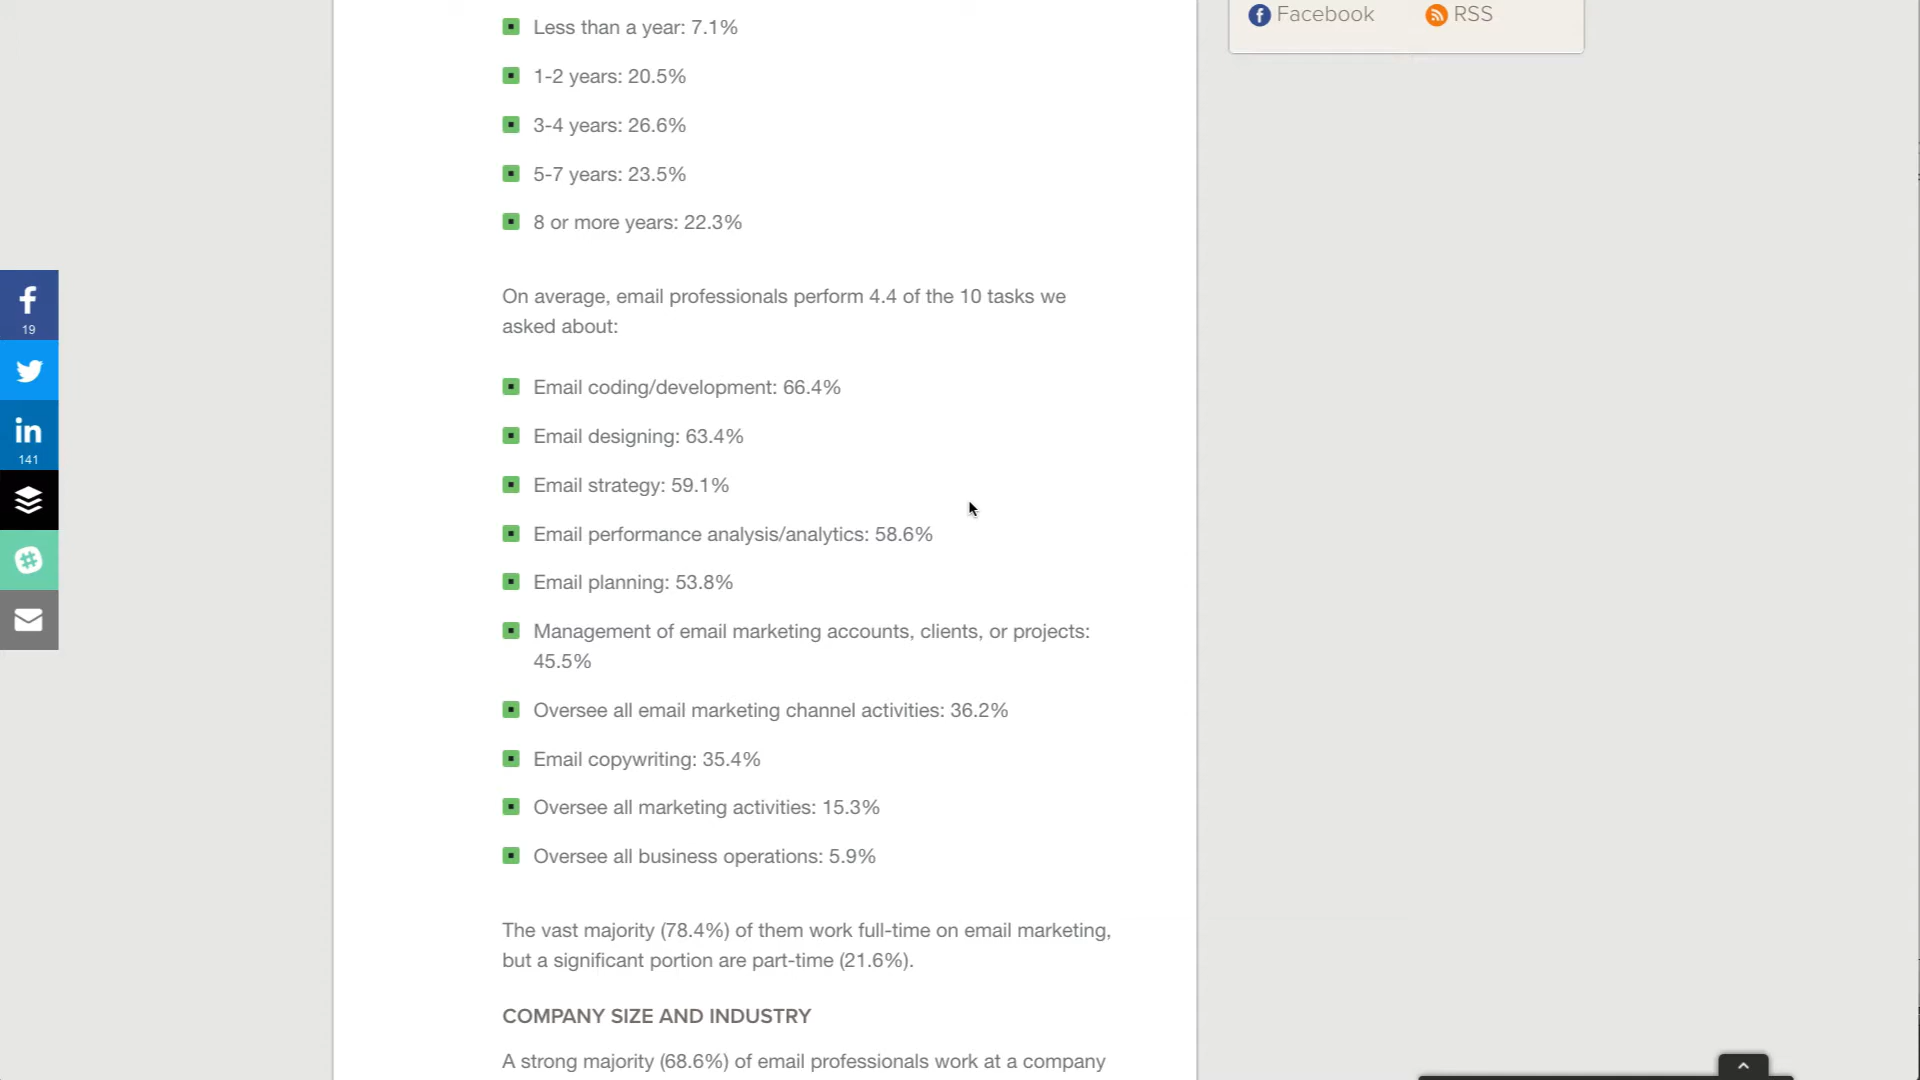 Facebook
RSS
Less than a year: 7.1%
1-2 years: 20.5%
3-4 years: 26.6%
5-7 years: 23.5%
8 or more years: 22.3%
On average, email professionals perform 4.4 of the 10 tasks we
asked about:
Email coding/development: 66.4%
Email designing: 63.4%
Email strategy: 59.1%
Email performance analysis/analytics: 58.6%
Email planning: 53.8%
Management of email marketing accounts, clients, or projects:
45.5%
Oversee all email marketing channel activities: 36.2%
Email copywriting: 35.4%
Oversee all marketing activities: 15.3%
Oversee all business operations: 5.9%
The vast majority (78.4%) of them work full-time on email marketing,
but a significant portion are part-time (21.6%).
COMPANY SIZE AND INDUSTRY
A strong majority (68.6%) of email professionals work at a company
19
141